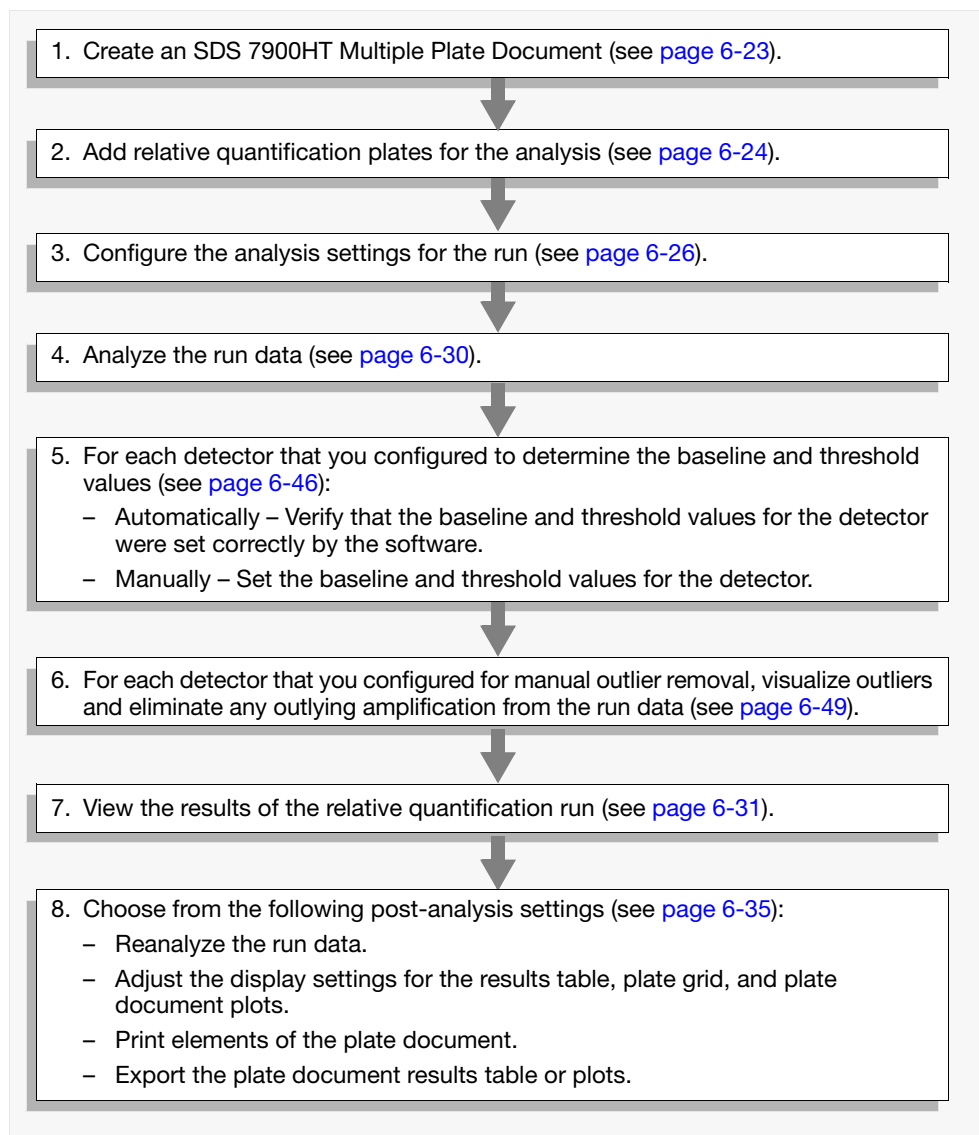 1. Create an SDS 7900HT Multiple Plate Document (see page 6-23).
2. Add relative quantification plates for the analysis (see page 6-24).
3. Configure the analysis settings for the run (see page 6-26).
4. Analyze the run data (see page 6-30).
5. For each detector that you configured to determine the baseline and threshold
values (see page 6-46):
– Automatically – Verify that the baseline and threshold values for the detector
were set correctly by the software.
– Manually – Set the baseline and threshold values for the detector.
6. For each detector that you configured for manual outlier removal, visualize outliers
and eliminate any outlying amplification from the run data (see page 6-49).
7. View the results of the relative quantification run (see page 6-31).
8. Choose from the following post-analysis settings (see page 6-35):
– Reanalyze the run data.
– Adjust the display settings for the results table, plate grid, and plate
document plots.
– Print elements of the plate document.
– Export the plate document results table or plots.